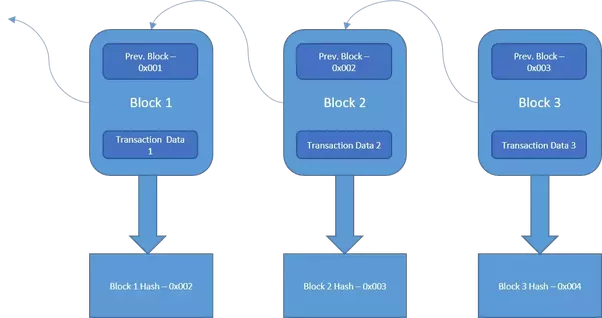 Prev. Block –
0x001
Block 1
Transaction Data
1
Block 1 Hash – 0x002
Prev. Block –
0x002
Block 2
Transaction Data 2
Block 2 Hash – 0x003
Prev. Block –
0x003
Block 3
Transaction Data 3
Block 3 Hash – 0x004